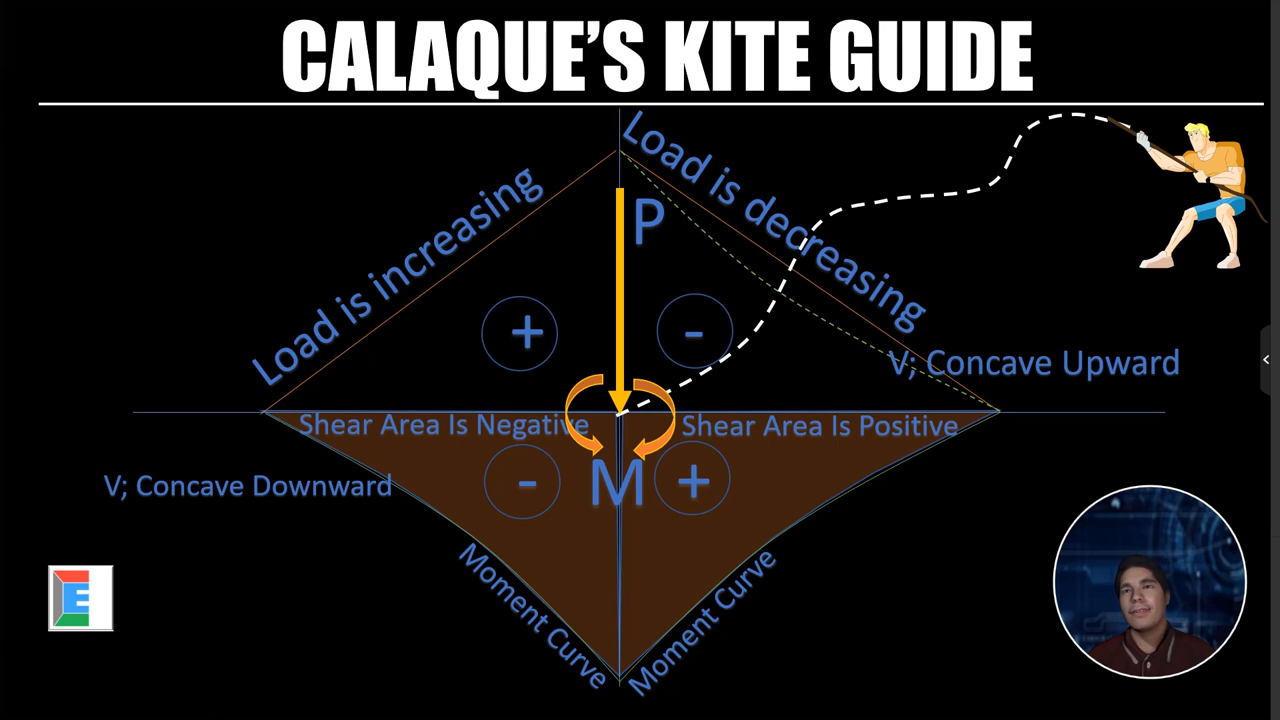 CALAQUE'S KITE GUIDE
Load is increasing
Load is decreasing
P
+
-
V; Concave Upward
Shear Area Is Negative
Shear Area Is Positive
V; Concave Downward
-
M
+
Moment Curve
Moment Curve
E